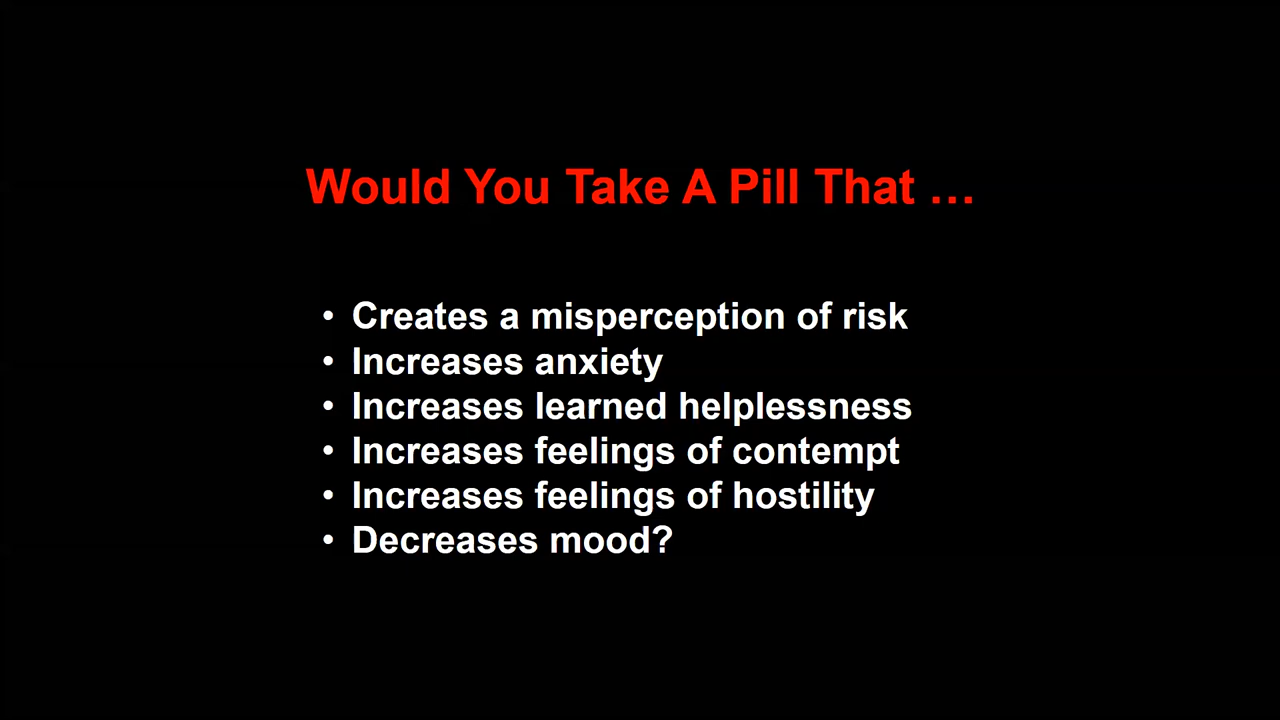 Would You Take A Pill That …
• Creates a misperception of risk
• Increases anxiety
• Increases learned helplessness
• Increases feelings of contempt
• Increases feelings of hostility
• Decreases mood?